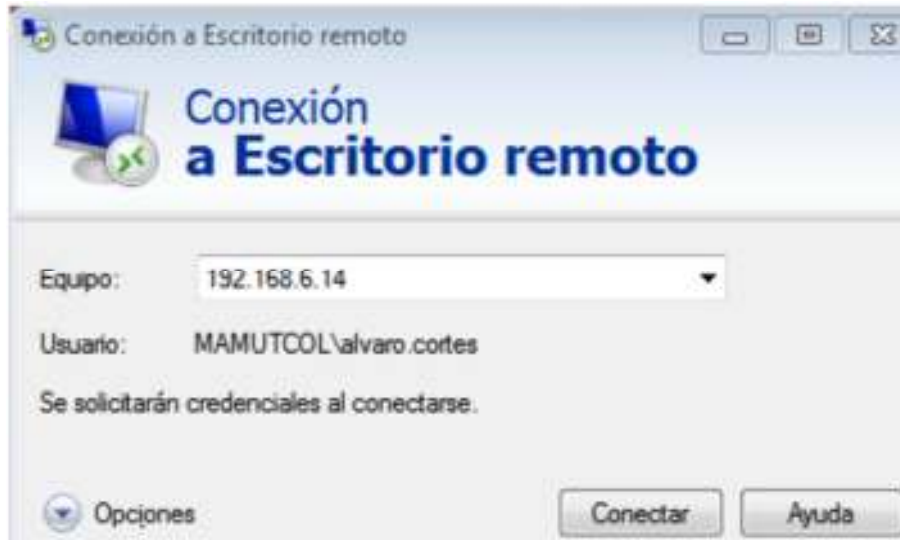 Conexión a Escritorio remoto
Conexión
a Escritorio remoto
Equipo: 192.168.6.14
Usuario: MAMUTCOL\alvaro.cortes
Se solicitarán credenciales al conectarse.
Opciones Conectar Ayuda